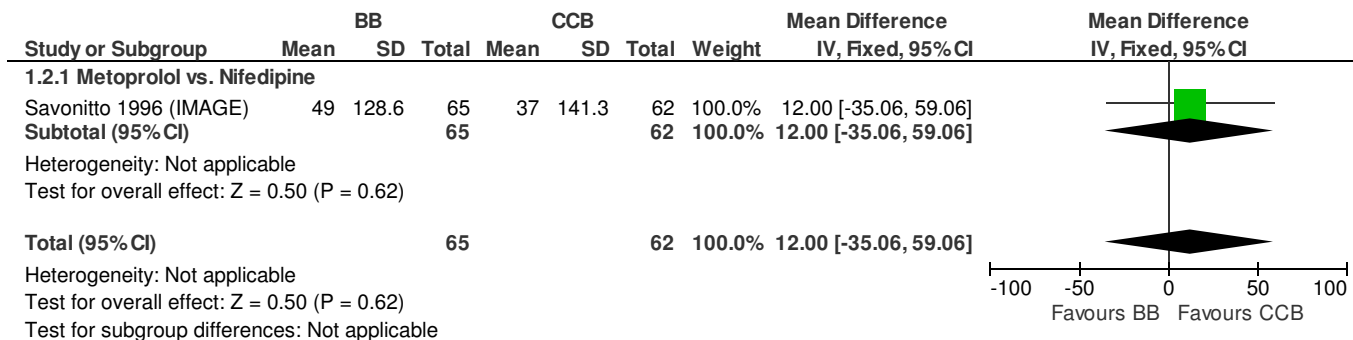 BB CCB Mean Difference Mean Difference
Study or Subgroup Mean SD Total Mean SD Total Weight IV, Fixed, 95% CI IV, Fixed, 95% CI
1.2.1 Metoprolol vs. Nifedipine
Savonitto 1996 (IMAGE) 49 128.6 65 37 141.3 62 100.0% 12.00 [-35.06, 59.06]
Subtotal (95% CI) 65 62 100.0% 12.00 [-35.06, 59.06]
Heterogeneity: Not applicable
Test for overall effect: Z = 0.50 (P = 0.62)
Total (95% CI) 65 62 100.0% 12.00 [-35.06, 59.06]
Heterogeneity: Not applicable
Test for overall effect: Z = 0.50 (P = 0.62)
Test for subgroup differences: Not applicable
-100 -50 0 50 100
Favours BB Favours CCB